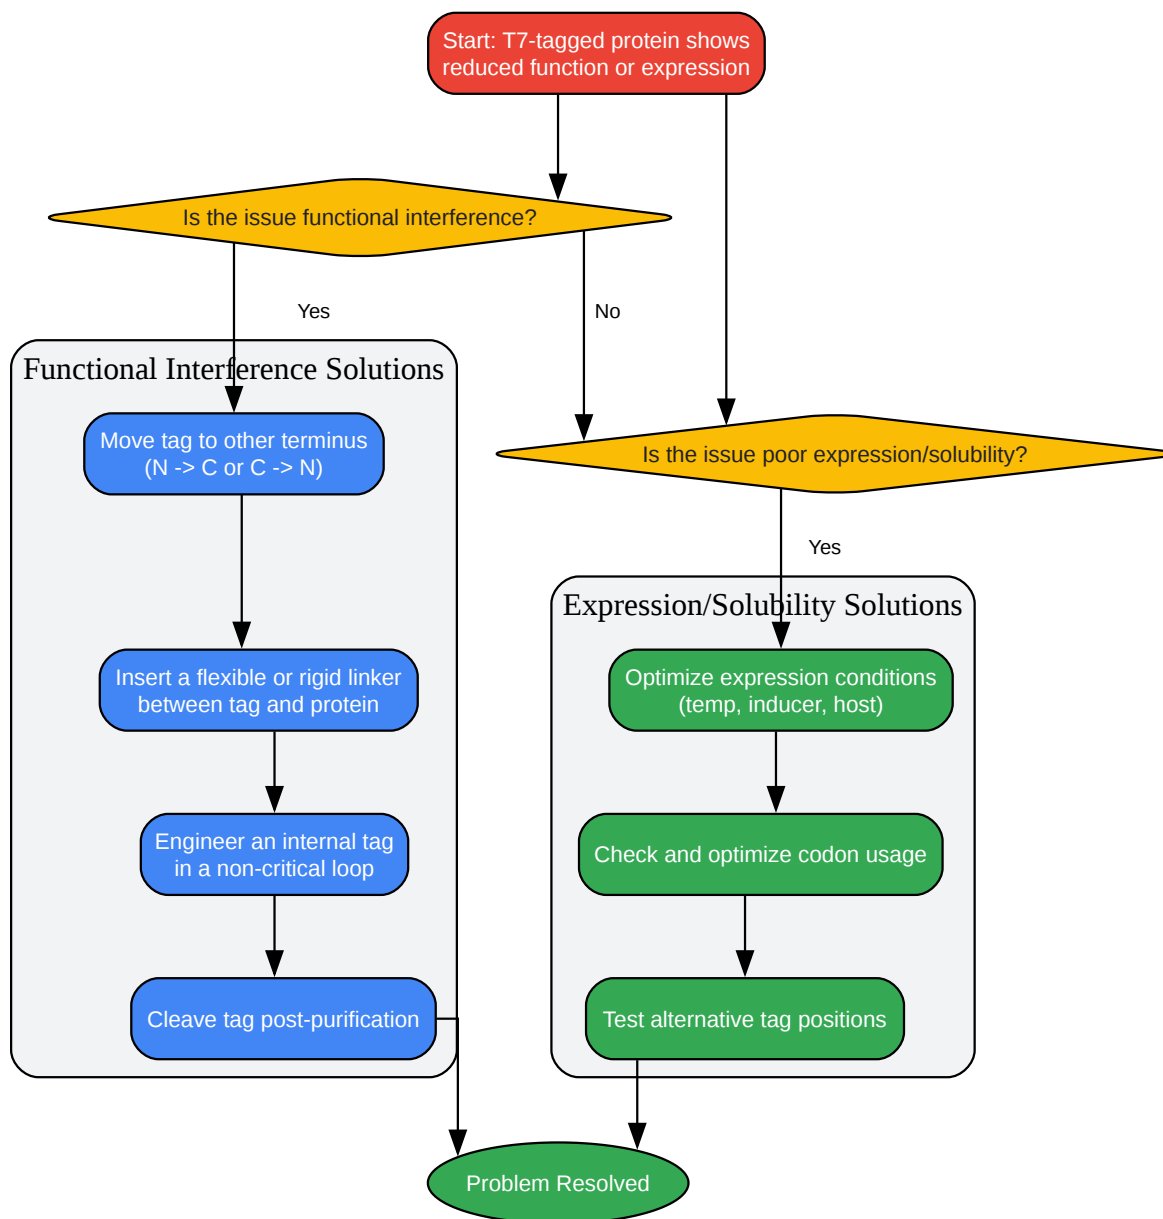 Start: T7-tagged protein shows
reduced function or expression
Is the issue functional interference?
Yes
No
Functional Interference Solutions
Move tag to other terminus
(N -> C or C -> N)
Is the issue poor expression/solubility?
Yes
Expression/Solubility Solutions
Insert a flexible or rigid linker
between tag and protein
Optimize expression conditions
(temp, inducer, host)
Engineer an internal tag
in a non-critical loop
Check and optimize codon usage
Cleave tag post-purification
Test alternative tag positions
Problem Resolved